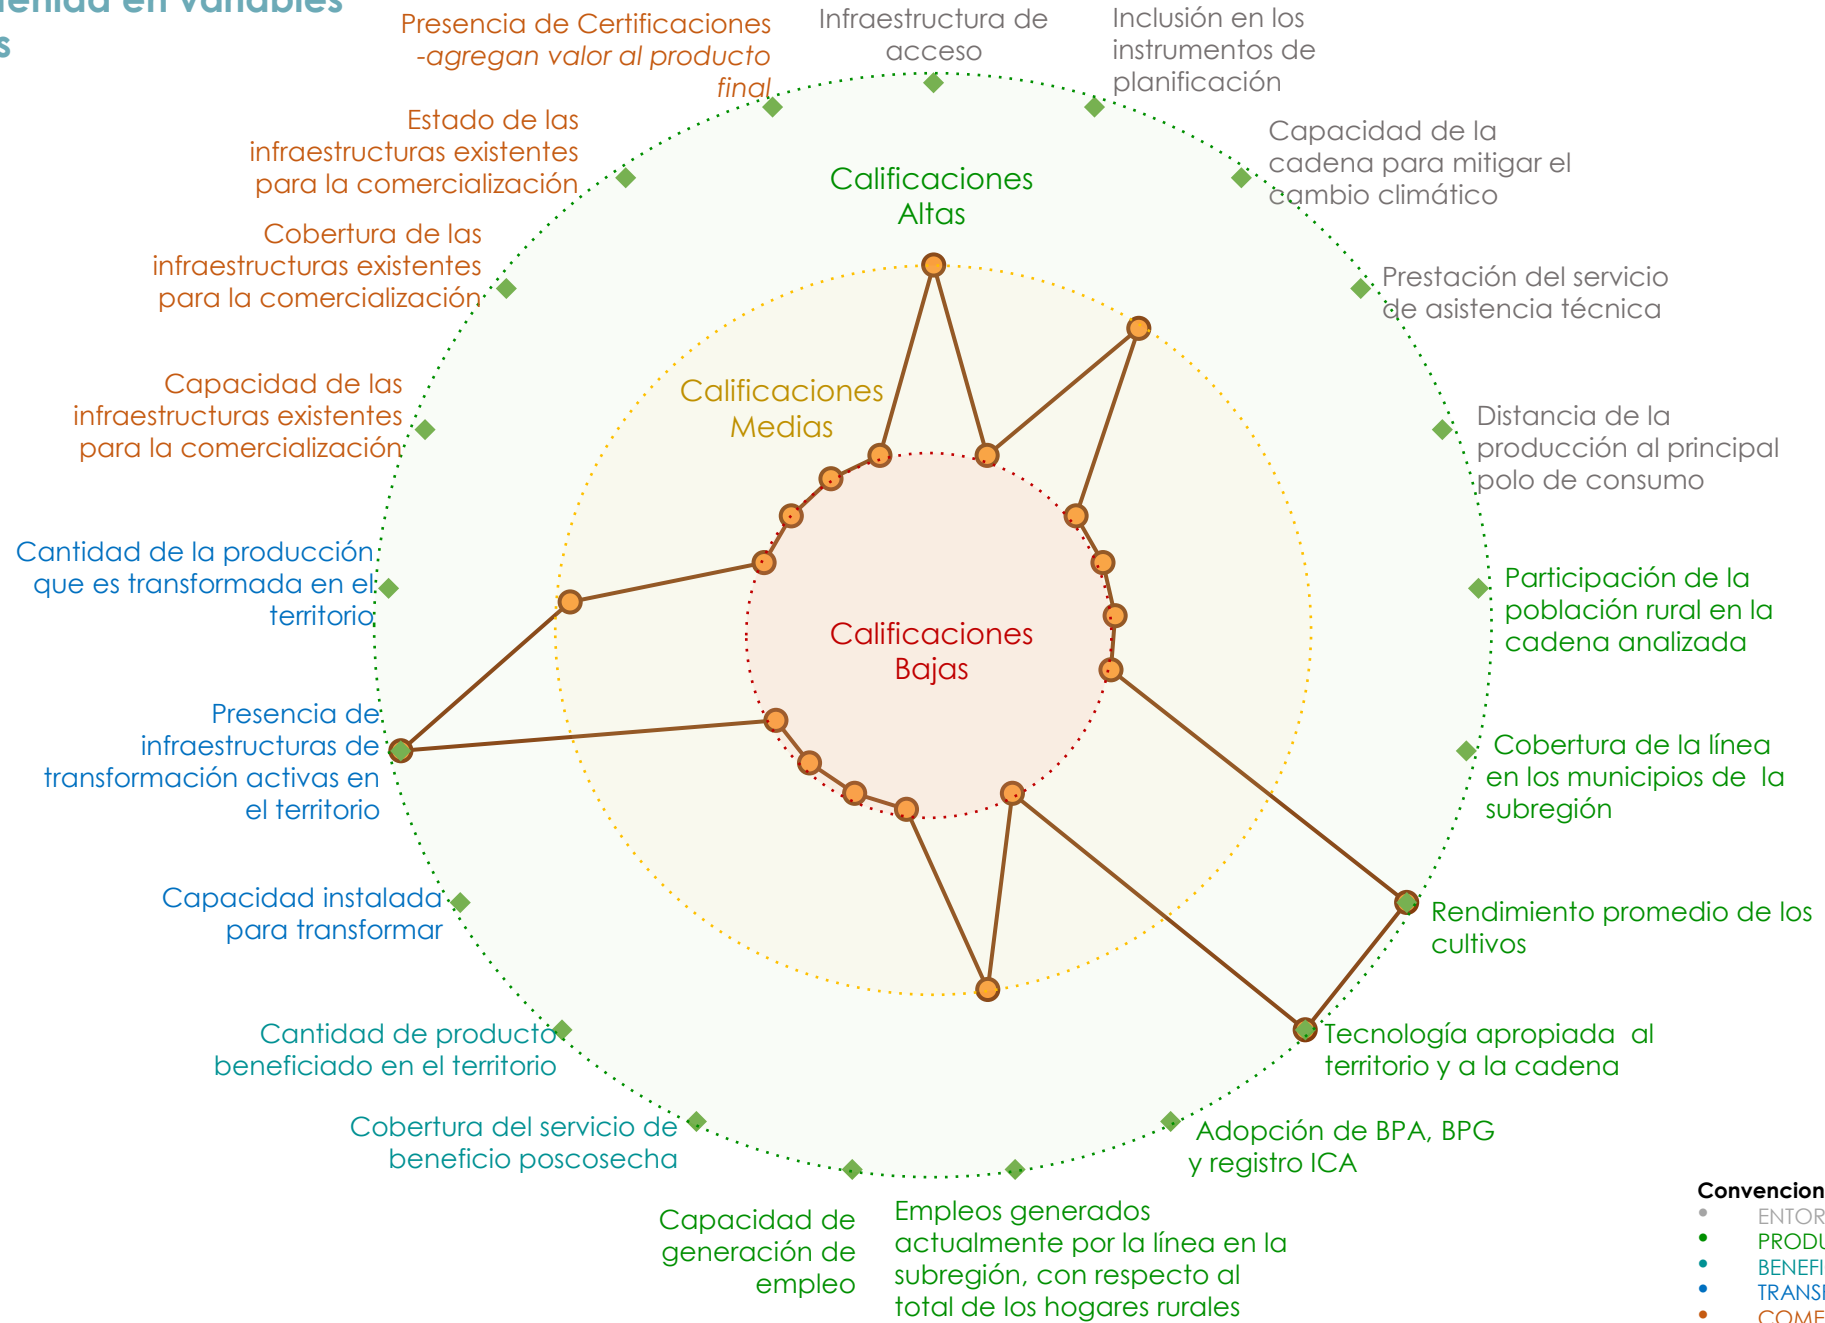 en variables
Presencia de Certificaciones
-agregan valor al producto
final
Infraestructura de
acceso
Inclusión en los
instrumentos de
planificación
Estado de las
infraestructuras existentes
para la comercialización
Capacidad de la
cadena para mitigar el
cambio climático
Calificaciones
Altas
Cobertura de las
infraestructuras existentes
para la comercialización
Prestación del servicio
de asistencia técnica
Capacidad de las
infraestructuras existentes
para la comercialización
Calificaciones
Medias
Distancia de la
producción al principal
polo de consumo
Cantidad de la producción
que es transformada en el
territorio
Participación de la
población rural en la
cadena analizada
Calificaciones
Bajas
Presencia de
infraestructuras de
transformación activas en
el territorio
Cobertura de la línea
en los municipios de la
subregión
Capacidad instalada
para transformar
Rendimiento promedio de los
cultivos
Cantidad de producto
beneficiado en el territorio
Tecnología apropiada al
territorio y a la cadena
Cobertura del servicio de
beneficio poscosecha
Adopción de BPA, BPG
y registro ICA
Capacidad de
generación de
empleo
Empleos generados
actualmente por la línea en la
subregión, con respecto al
total de los hogares rurales